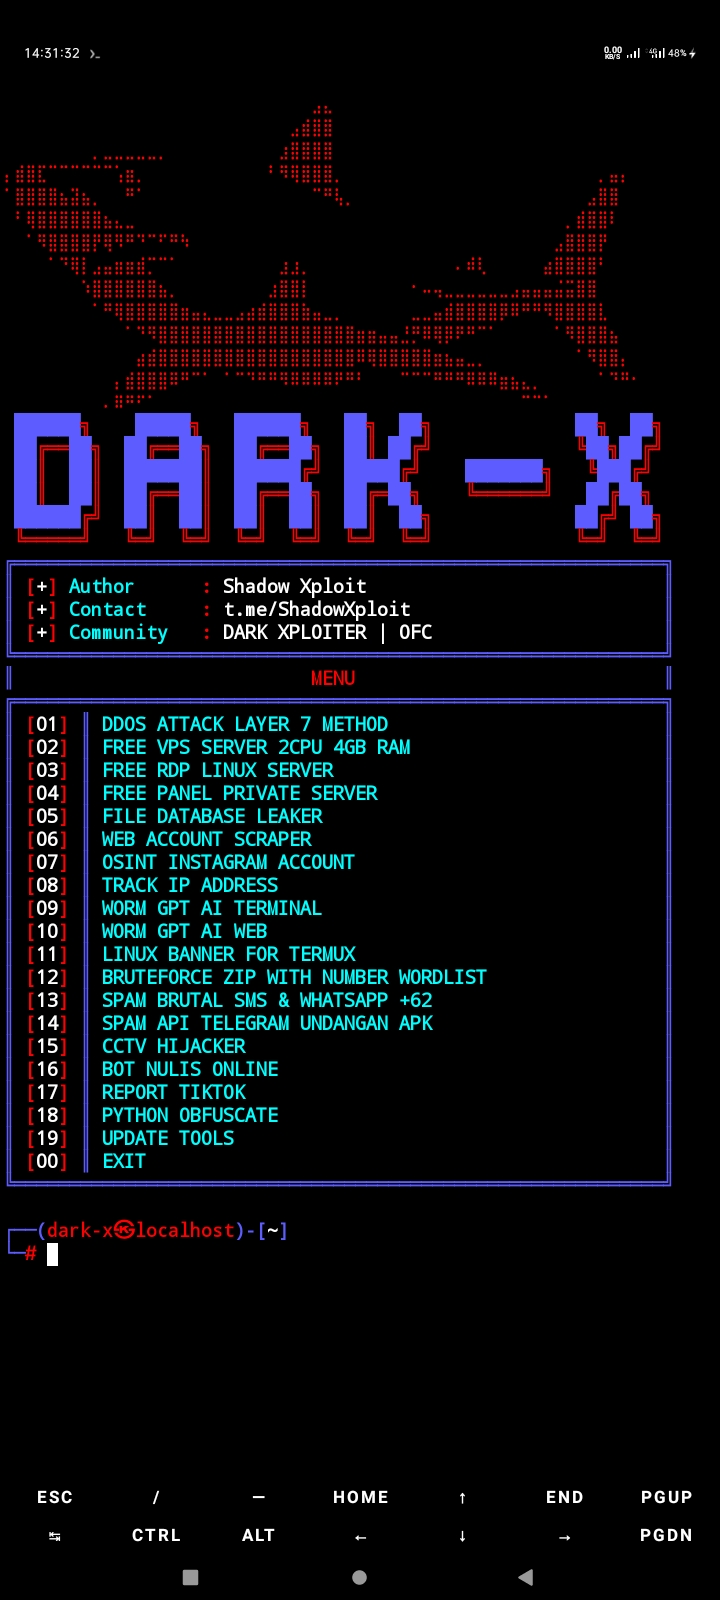 14:31:32
0.00 KB/S 4G 48%
DARK-X
[+] Author : Shadow Xploit
[+] Contact : t.me/ShadowXploit
[+] Community : DARK XPLOITER | OFC
MENU
[01] DDOS ATTACK LAYER 7 METHOD
[02] FREE VPS SERVER 2CPU 4GB RAM
[03] FREE RDP LINUX SERVER
[04] FREE PANEL PRIVATE SERVER
[05] FILE DATABASE LEAKER
[06] WEB ACCOUNT SCRAPER
[07] OSINT INSTAGRAM ACCOUNT
[08] TRACK IP ADDRESS
[09] WORM GPT AI TERMINAL
[10] WORM GPT AI WEB
[11] LINUX BANNER FOR TERMUX
[12] BRUTEFORCE ZIP WITH NUMBER WORDLIST
[13] SPAM BRUTAL SMS & WHATSAPP +62
[14] SPAM API TELEGRAM UNDANGAN APK
[15] CCTV HIJACKER
[16] BOT NULIS ONLINE
[17] REPORT TIKTOK
[18] PYTHON OBFUSCATE
[19] UPDATE TOOLS
[00] EXIT
(dark-x㉿localhost)-[~]
#
ESC / — HOME ↑ END PGUP
↹ CTRL ALT ← ↓ → PGDN